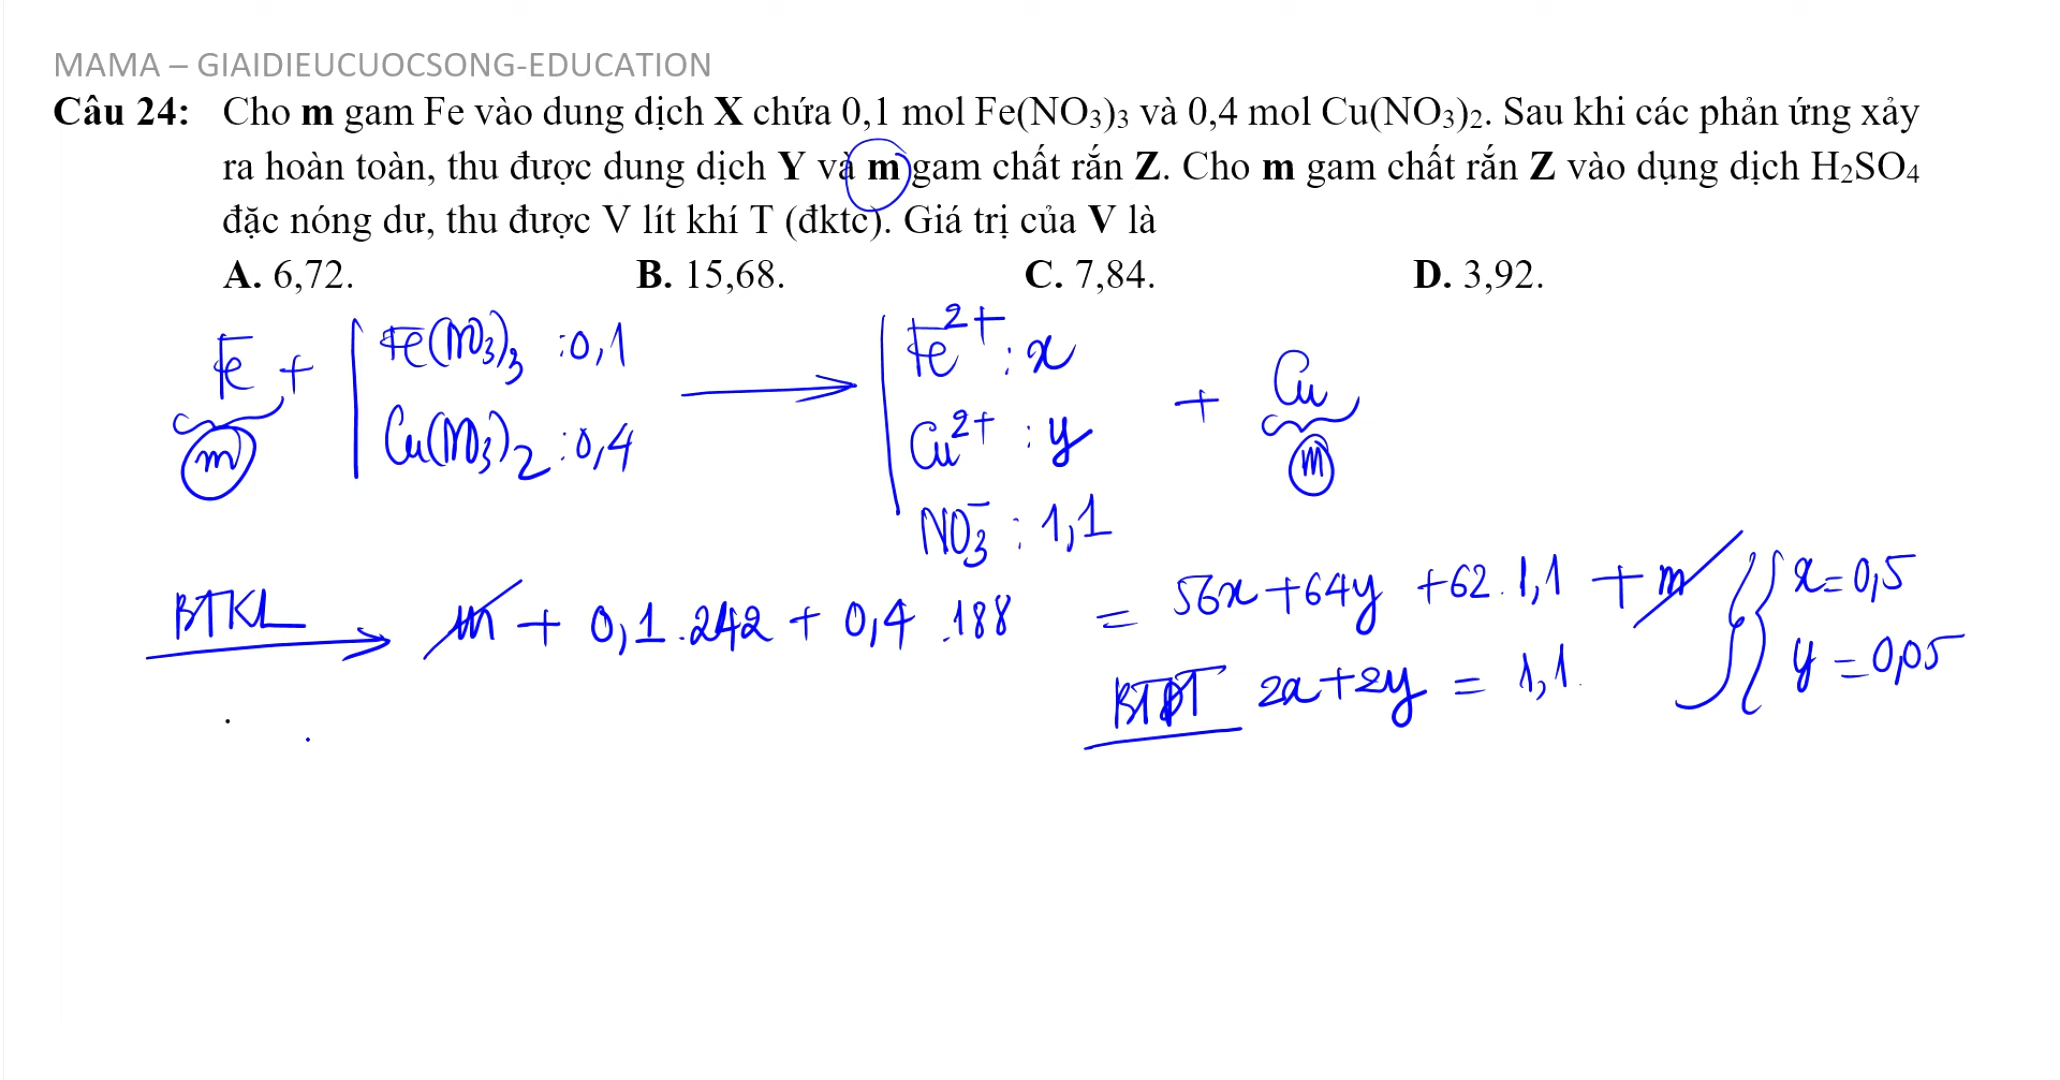 MAMA – GIAIDIEUCUOCSONG-EDUCATION
Câu 24: Cho m gam Fe vào dung dịch X chứa 0,1 mol Fe(NO3)3 và 0,4 mol Cu(NO3)2. Sau khi các phản ứng xảy
ra hoàn toàn, thu được dung dịch Y và m gam chất rắn Z. Cho m gam chất rắn Z vào dụng dịch H2SO4
đặc nóng dư, thu được V lít khí T (đktc). Giá trị của V là
A. 6,72. B. 15,68. C. 7,84. D. 3,92.
Fe + Fe(NO3)3 : 0,1 Fe2+ : x + Cu
m Cu(NO3)2 : 0,4 Cu2+ : y m
NO3- : 1,1
BTKL m + 0,1.242 + 0,4.188 = 56x + 64y + 62.1,1 + m x = 0,5
BTĐT 2x + 2y = 1,1 y = 0,05